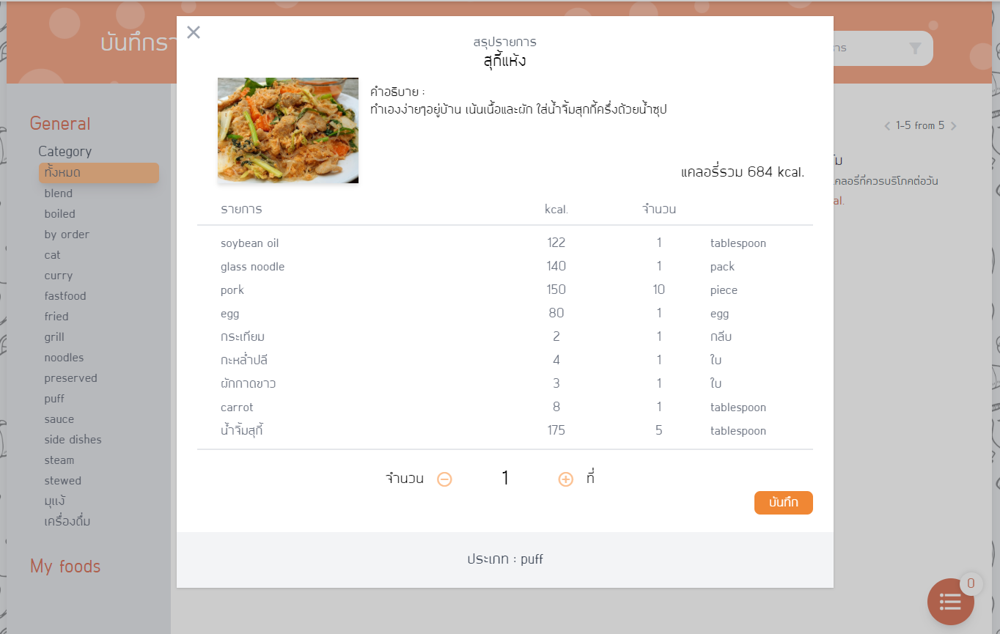 บันทึกรา
การ
General
Category
ทั้งหมด
blend
boiled
by order
cat
curry
fastfood
fried
grill
noodles
preserved
puff
sauce
side dishes
steam
stewed
มุแง้
เครื่องดื่ม
My foods
สรุปรายการ
สุกี้แห้ง
คำอธิบาย :
ทำเองง่ายๆอยู่บ้าน เน้นเนื้อและผัก ใส่น้ำจิ้มสุกกี้ครึ่งถ้วยน้ำซุป
แคลอรี่รวม 684 kcal.
รายการ kcal. จำนวน
soybean oil 122 1 tablespoon
glass noodle 140 1 pack
pork 150 10 piece
egg 80 1 egg
กระเทียม 2 1 กลีบ
กะหล่ำปลี 4 1 ใบ
ผักกาดขาว 3 1 ใบ
carrot 8 1 tablespoon
น้ำจิ้มสุกี้ 175 5 tablespoon
จำนวน 1 ที่
บันทึก
ประเภท : puff
1-5 from 5
คลอรี่ที่ควรบริโภคต่อวัน
al.
0